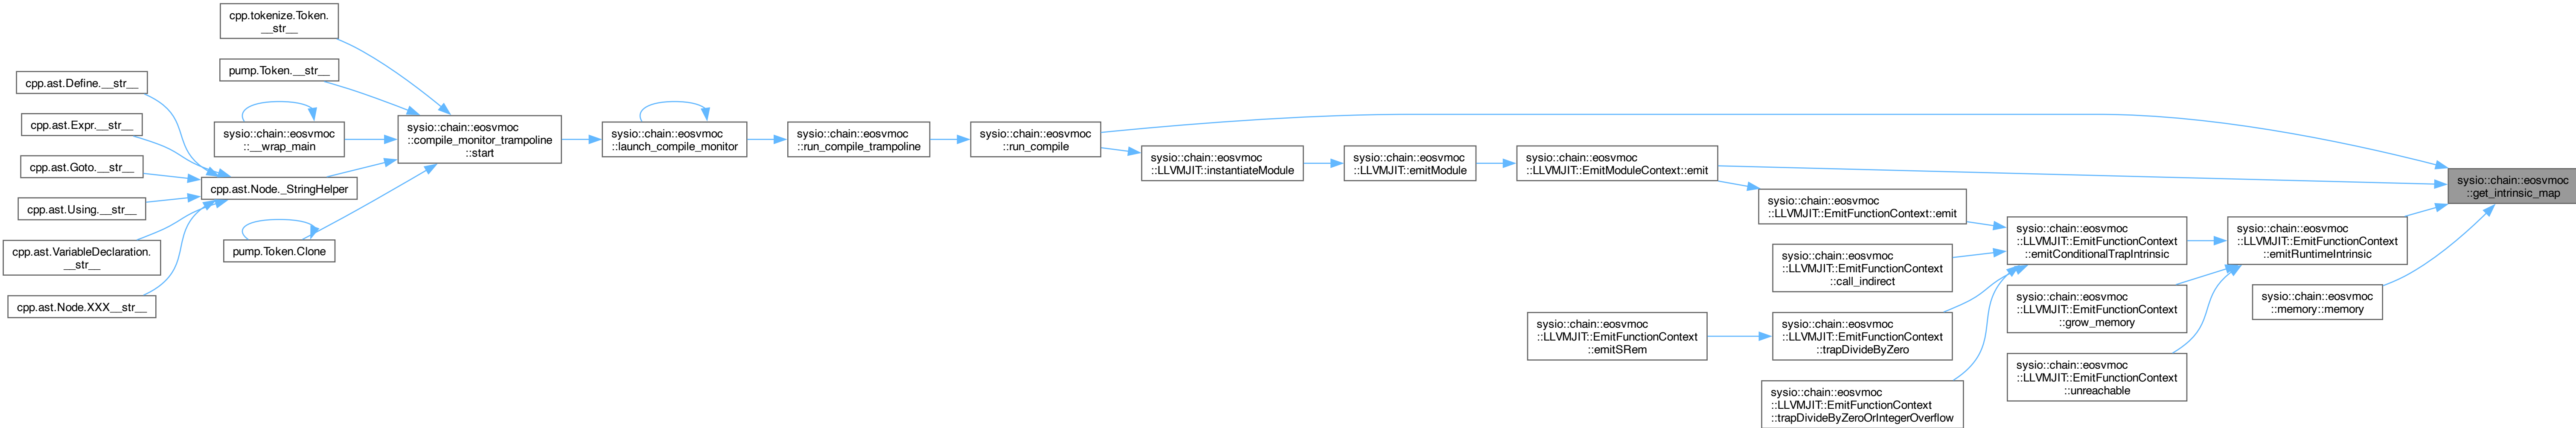 cpp.tokenize.Token.
__str__
pump.Token.__str__
cpp.ast.Define.__str__
cpp.ast.Expr.__str__
sysio::chain::eosvmoc
::__wrap_main
cpp.ast.Goto.__str__
cpp.ast.Node._StringHelper
cpp.ast.Using.__str__
cpp.ast.VariableDeclaration.
__str__
pump.Token.Clone
cpp.ast.Node.XXX__str__
sysio::chain::eosvmoc
::compile_monitor_trampoline
::start
sysio::chain::eosvmoc
::launch_compile_monitor
sysio::chain::eosvmoc
::run_compile_trampoline
sysio::chain::eosvmoc
::run_compile
sysio::chain::eosvmoc
::LLVMJIT::instantiateModule
sysio::chain::eosvmoc
::LLVMJIT::emitModule
sysio::chain::eosvmoc
::LLVMJIT::EmitModuleContext::emit
sysio::chain::eosvmoc
::LLVMJIT::EmitFunctionContext::emit
sysio::chain::eosvmoc
::LLVMJIT::EmitFunctionContext
::call_indirect
sysio::chain::eosvmoc
::LLVMJIT::EmitFunctionContext
::emitSRem
sysio::chain::eosvmoc
::LLVMJIT::EmitFunctionContext
::trapDivideByZero
sysio::chain::eosvmoc
::LLVMJIT::EmitFunctionContext
::trapDivideByZeroOrIntegerOverflow
sysio::chain::eosvmoc
::LLVMJIT::EmitFunctionContext
::emitConditionalTrapIntrinsic
sysio::chain::eosvmoc
::LLVMJIT::EmitFunctionContext
::grow_memory
sysio::chain::eosvmoc
::LLVMJIT::EmitFunctionContext
::unreachable
sysio::chain::eosvmoc
::LLVMJIT::EmitFunctionContext
::emitRuntimeIntrinsic
sysio::chain::eosvmoc
::memory::memory
sysio::chain::eosvmoc
::get_intrinsic_map